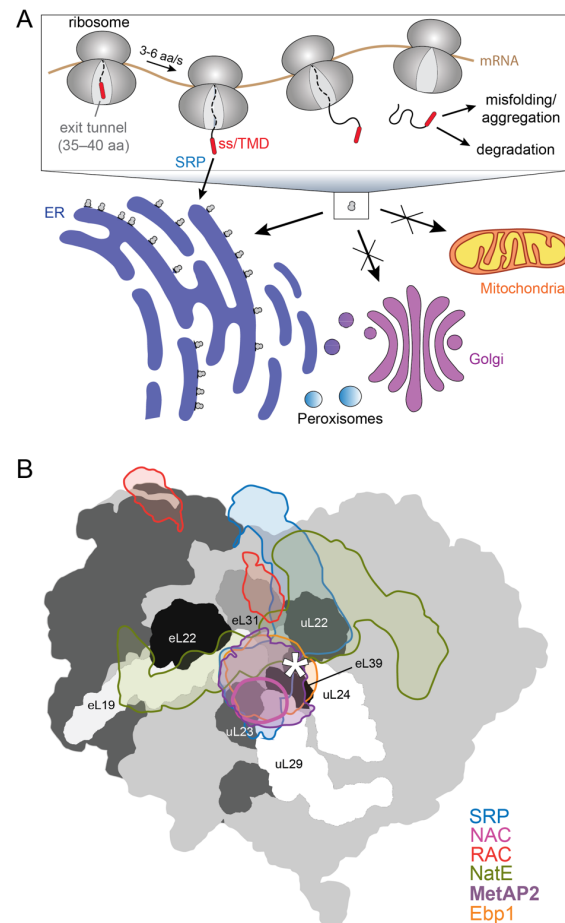 A
ribosome
3-6 aa/s
mRNA
exit tunnel
(35–40 aa)
ss/TMD
SRP
misfolding/
aggregation
degradation
ER
Mitochondria
Golgi
Peroxisomes
B
eL22
eL31
uL22
eL39
eL19
uL24
uL23
uL29
*
SRP
NAC
RAC
NatE
MetAP2
Ebp1